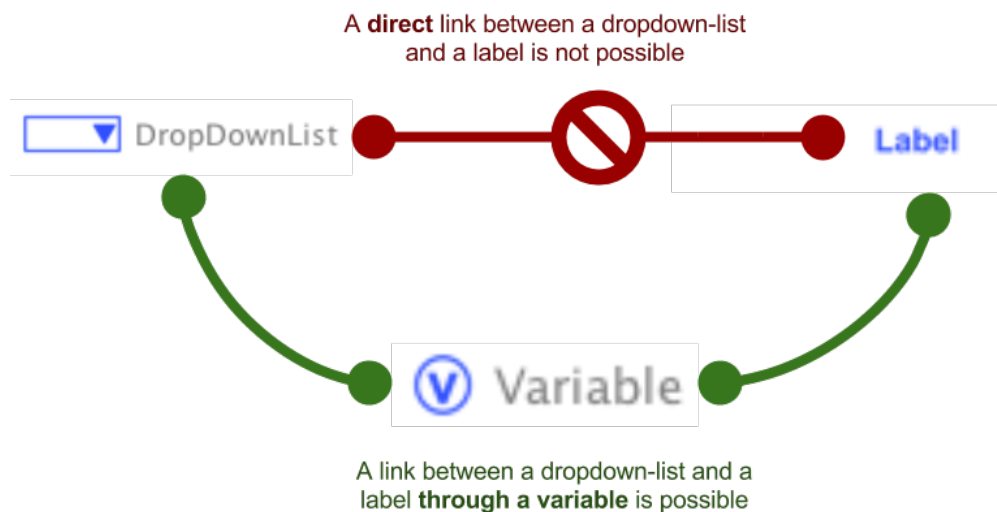 A direct link between a dropdown-list
and a label is not possible
DropDownList
Label
V Variable
A link between a dropdown-list and a
label through a variable is possible